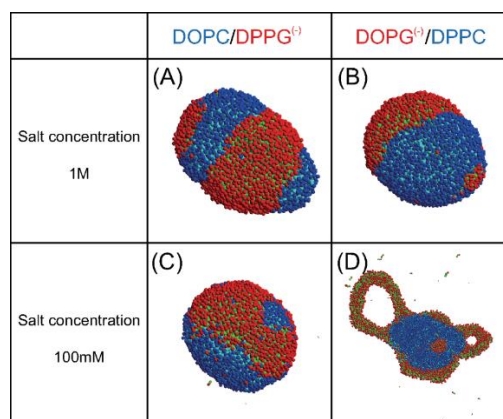 DOPC/DPPG(-)
DOPG(-)/DPPC
Salt concentration
1M
(A)
(B)
Salt concentration
100mM
(C)
(D)